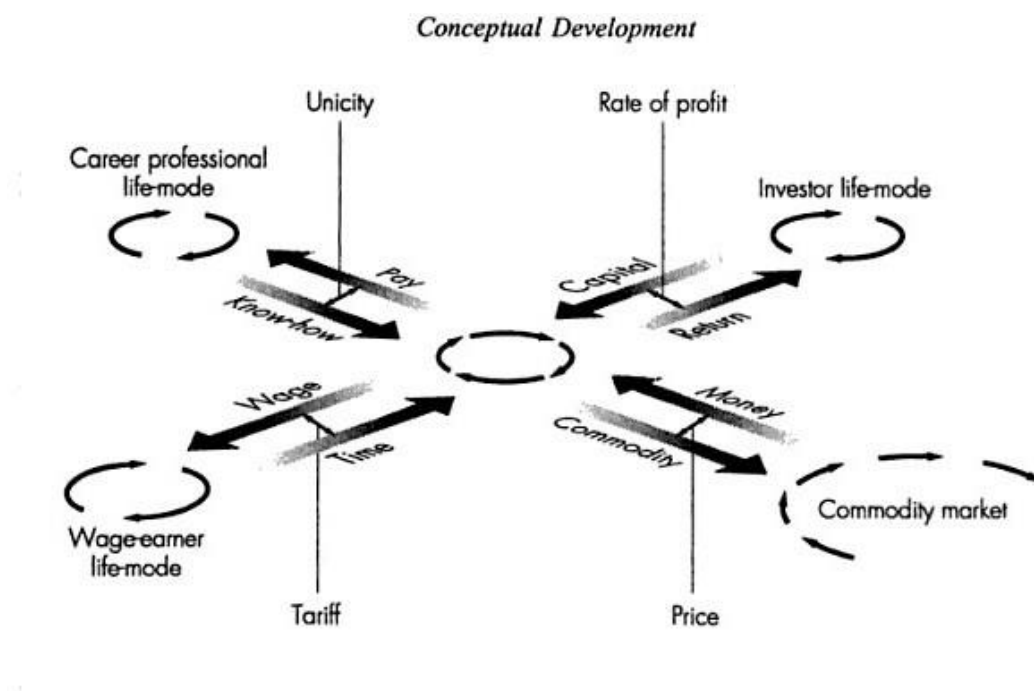 Conceptual Development
Unicity
Rate of profit
Career professional
life-mode
Investor life-mode
Pay
Know-how
Capital
Return
Wage
Time
Money
Commodity
Commodity market
Wage-earner
life-mode
Tariff
Price